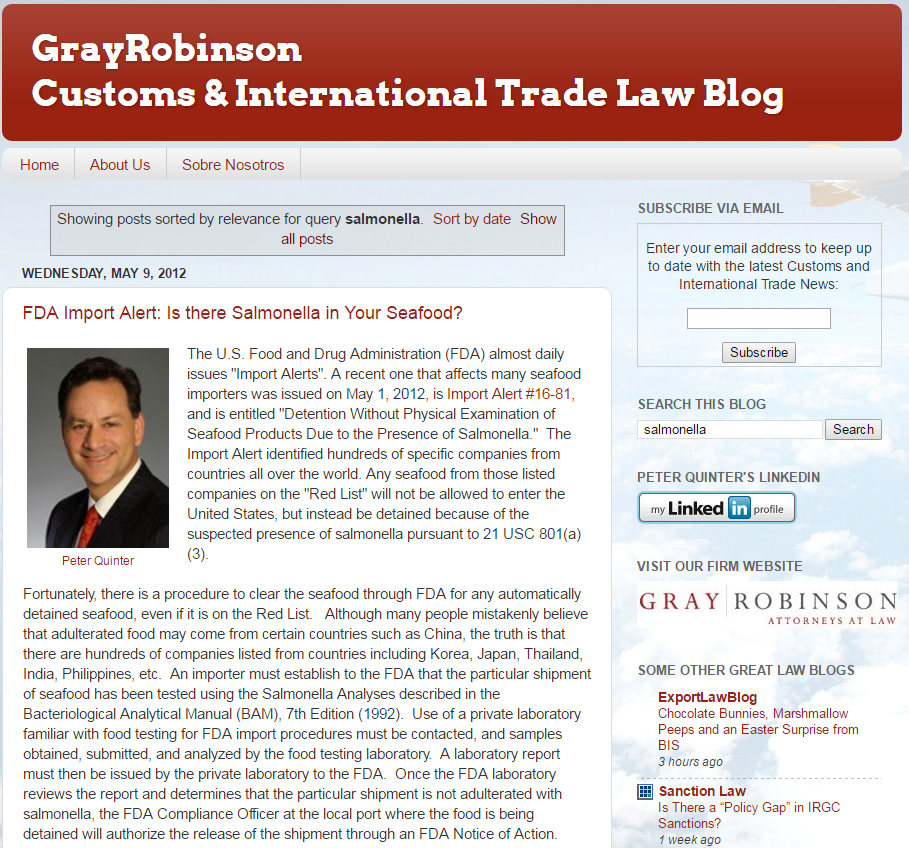 GrayRobinson
Customs & International Trade Law Blog
Home
About Us
Sobre Nosotros
Showing posts sorted by relevance for query salmonella. Sort by date Show
all posts
WEDNESDAY, MAY 9, 2012
FDA Import Alert: Is there Salmonella in Your Seafood?
The U.S. Food and Drug Administration (FDA) almost daily
issues "Import Alerts". A recent one that affects many seafood
importers was issued on May 1, 2012, is Import Alert #16-81,
and is entitled "Detention Without Physical Examination of
Seafood Products Due to the Presence of Salmonella." The
Import Alert identified hundreds of specific companies from
countries all over the world. Any seafood from those listed
companies on the "Red List" will not be allowed to enter the
United States, but instead be detained because of the
suspected presence of salmonella pursuant to 21 USC 801(a)
(3).
Peter Quinter
Fortunately, there is a procedure to clear the seafood through FDA for any automatically
detained seafood, even if it is on the Red List. Although many people mistakenly believe
that adulterated food may come from certain countries such as China, the truth is that
there are hundreds of companies listed from countries including Korea, Japan, Thailand,
India, Philippines, etc. An importer must establish to the FDA that the particular shipment
of seafood has been tested using the Salmonella Analyses described in the
Bacteriological Analytical Manual (BAM), 7th Edition (1992). Use of a private laboratory
familiar with food testing for FDA import procedures must be contacted, and samples
obtained, submitted, and analyzed by the food testing laboratory. A laboratory report
must then be issued by the private laboratory to the FDA. Once the FDA laboratory
reviews the report and determines that the particular shipment is not adulterated with
salmonella, the FDA Compliance Officer at the local port where the food is being
detained will authorize the release of the shipment through an FDA Notice of Action.
SUBSCRIBE VIA EMAIL
Enter your email address to keep up
to date with the latest Customs and
International Trade News:
Subscribe
SEARCH THIS BLOG
salmonella Search
PETER QUINTER'S LINKEDIN
my Linked in profile
VISIT OUR FIRM WEBSITE
GRAY ROBINSON
ATTORNEYS AT LAW
SOME OTHER GREAT LAW BLOGS
ExportLawBlog
Chocolate Bunnies, Marshmallow
Peeps and an Easter Surprise from
BIS
3 hours ago
Sanction Law
Is There a “Policy Gap” in IRGC
Sanctions?
1 week ago